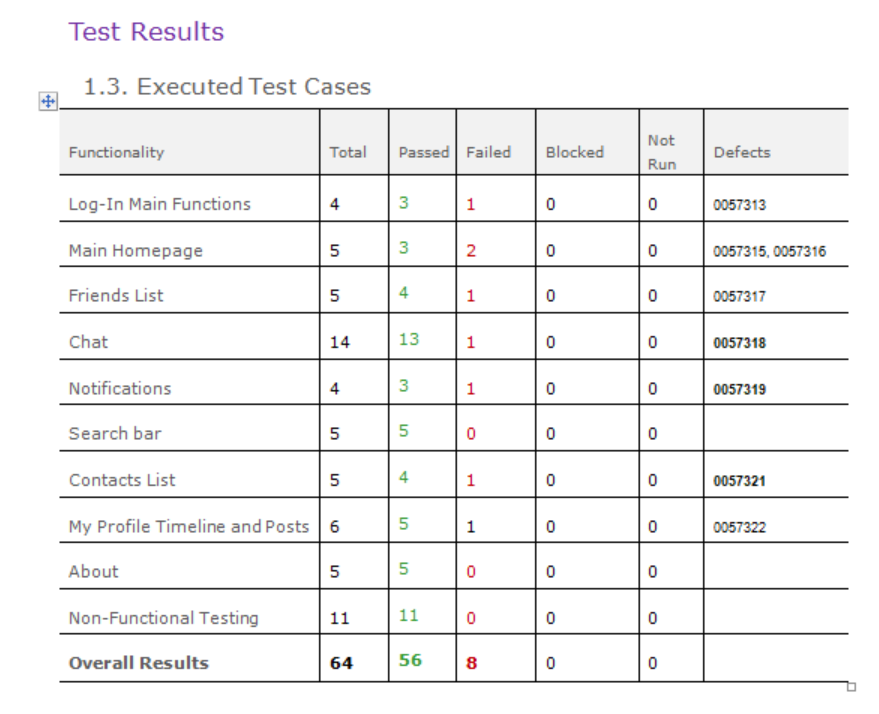 Test Results
1.3. Executed Test Cases
Functionality Total Passed Failed Blocked Not Run Defects
Log-In Main Functions 4 3 1 0 0 0057313
Main Homepage 5 3 2 0 0 0057315, 0057316
Friends List 5 4 1 0 0 0057317
Chat 14 13 1 0 0 0057318
Notifications 4 3 1 0 0 0057319
Search bar 5 5 0 0 0
Contacts List 5 4 1 0 0 0057321
My Profile Timeline and Posts 6 5 1 0 0 0057322
About 5 5 0 0 0
Non-Functional Testing 11 11 0 0 0
Overall Results 64 56 8 0 0